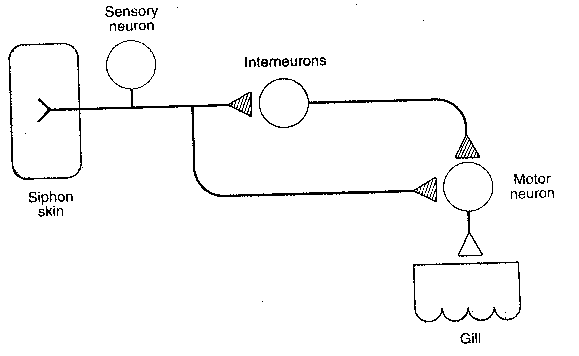 Sensory
neuron
Interneurons
Siphon
skin
Motor
neuron
Gill